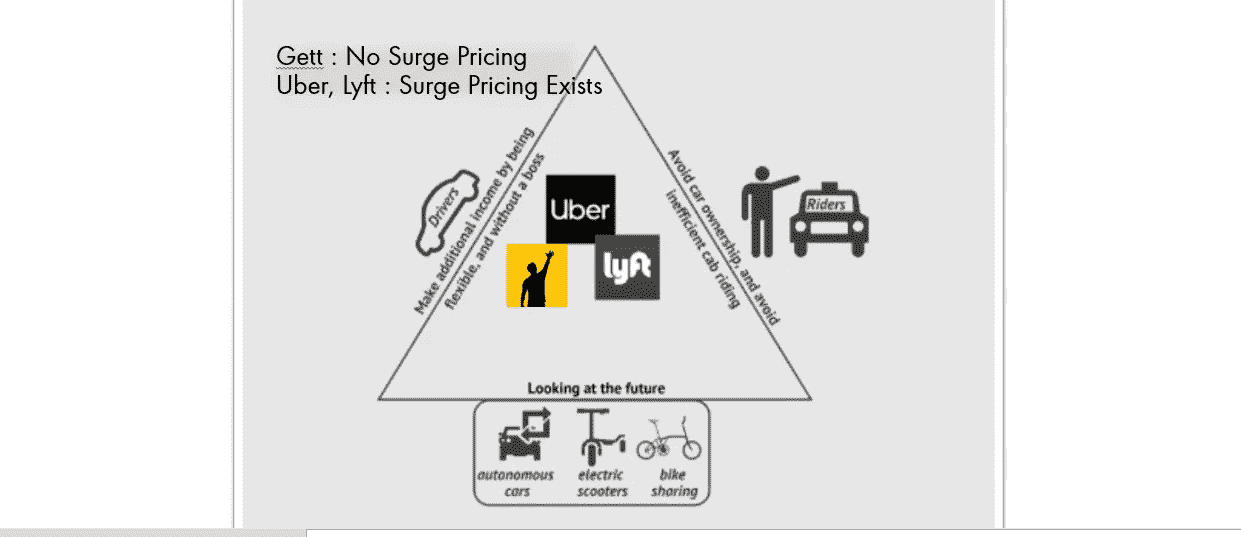 Gett : No Surge Pricing
Uber, Lyft : Surge Pricing Exists
Drivers
Make additional income by being
flexible, and without a boss
Uber
lyft
Avoid car ownership, and avoid
inefficient cab riding
Riders
Looking at the future
autonomous
cars
electric
scooters
bike
sharing